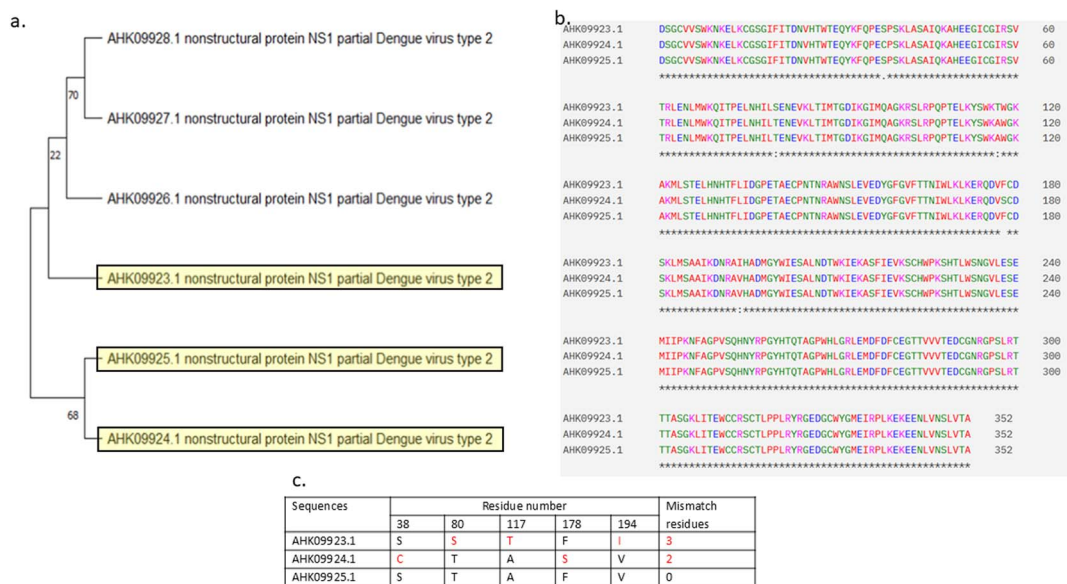 a.
AHK09928.1 nonstructural protein NS1 partial Dengue virus type 2
70
AHK09927.1 nonstructural protein NS1 partial Dengue virus type 2
22
AHK09926.1 nonstructural protein NS1 partial Dengue virus type 2
AHK09923.1 nonstructural protein NS1 partial Dengue virus type 2
AHK09925.1 nonstructural protein NS1 partial Dengue virus type 2
68
AHK09924.1 nonstructural protein NS1 partial Dengue virus type 2
b.
AHK09923.1 DSGCVVSWKNKELKCGSGIFITDNVHTWTEQYKFQPESPSKLASAIQKAHEEGICGIRSV 60
AHK09924.1 DSGCVVSWKNKELKCGSGIFITDNVHTWTEQYKFQPECPSKLASAIQKAHEEGICGIRSV 60
AHK09925.1 DSGCVVSWKNKELKCGSGIFITDNVHTWTEQYKFQPESPSKLASAIQKAHEEGICGIRSV 60
*************************************.**********************
AHK09923.1 TRLENLMWKQITPELNHILSENEVKLTIMTGDIKGIMQAGKRSLRPQPTELKYSWKTWGK 120
AHK09924.1 TRLENLMWKQITPELNHILTENEVKLTIMTGDIKGIMQAGKRSLRPQPTELKYSWKAWGK 120
AHK09925.1 TRLENLMWKQITPELNHILTENEVKLTIMTGDIKGIMQAGKRSLRPQPTELKYSWKAWGK 120
*******************:************************************:***
AHK09923.1 AKMLSTELHNHTFLIDGPETAECPNTNRAWNSLEVEDYGFGVFTTNIWLKLKERQDVFCD 180
AHK09924.1 AKMLSTELHNHTFLIDGPETAECPNTNRAWNSLEVEDYGFGVFTTNIWLKLKERQDVSCD 180
AHK09925.1 AKMLSTELHNHTFLIDGPETAECPNTNRAWNSLEVEDYGFGVFTTNIWLKLKERQDVFCD 180
********************************************************* **
AHK09923.1 SKLMSAAIKDNRAIHADMGYWIESALNDTWKIEKASFIEVKSCHWPKSHTLWSNGVLESE 240
AHK09924.1 SKLMSAAIKDNRAVHADMGYWIESALNDTWKIEKASFIEVKSCHWPKSHTLWSNGVLESE 240
AHK09925.1 SKLMSAAIKDNRAVHADMGYWIESALNDTWKIEKASFIEVKSCHWPKSHTLWSNGVLESE 240
*************:**********************************************
AHK09923.1 MIIPKNFAGPVSQHNYRPGYHTQTAGPWHLGRLEMDFDFCEGTTVVVTEDCGNRGPSLRT 300
AHK09924.1 MIIPKNFAGPVSQHNYRPGYHTQTAGPWHLGRLEMDFDFCEGTTVVVTEDCGNRGPSLRT 300
AHK09925.1 MIIPKNFAGPVSQHNYRPGYHTQTAGPWHLGRLEMDFDFCEGTTVVVTEDCGNRGPSLRT 300
************************************************************
AHK09923.1 TTASGKLITEWCCRSCTLPPLRYRGEDGCWYGMEIRPLKEKEENLVNSLVTA 352
AHK09924.1 TTASGKLITEWCCRSCTLPPLRYRGEDGCWYGMEIRPLKEKEENLVNSLVTA 352
AHK09925.1 TTASGKLITEWCCRSCTLPPLRYRGEDGCWYGMEIRPLKEKEENLVNSLVTA 352
****************************************************
c.
Sequences Residue number Mismatch
38 80 117 178 194 residues
AHK09923.1 S S T F I 3
AHK09924.1 C T A S V 2
AHK09925.1 S T A F V 0